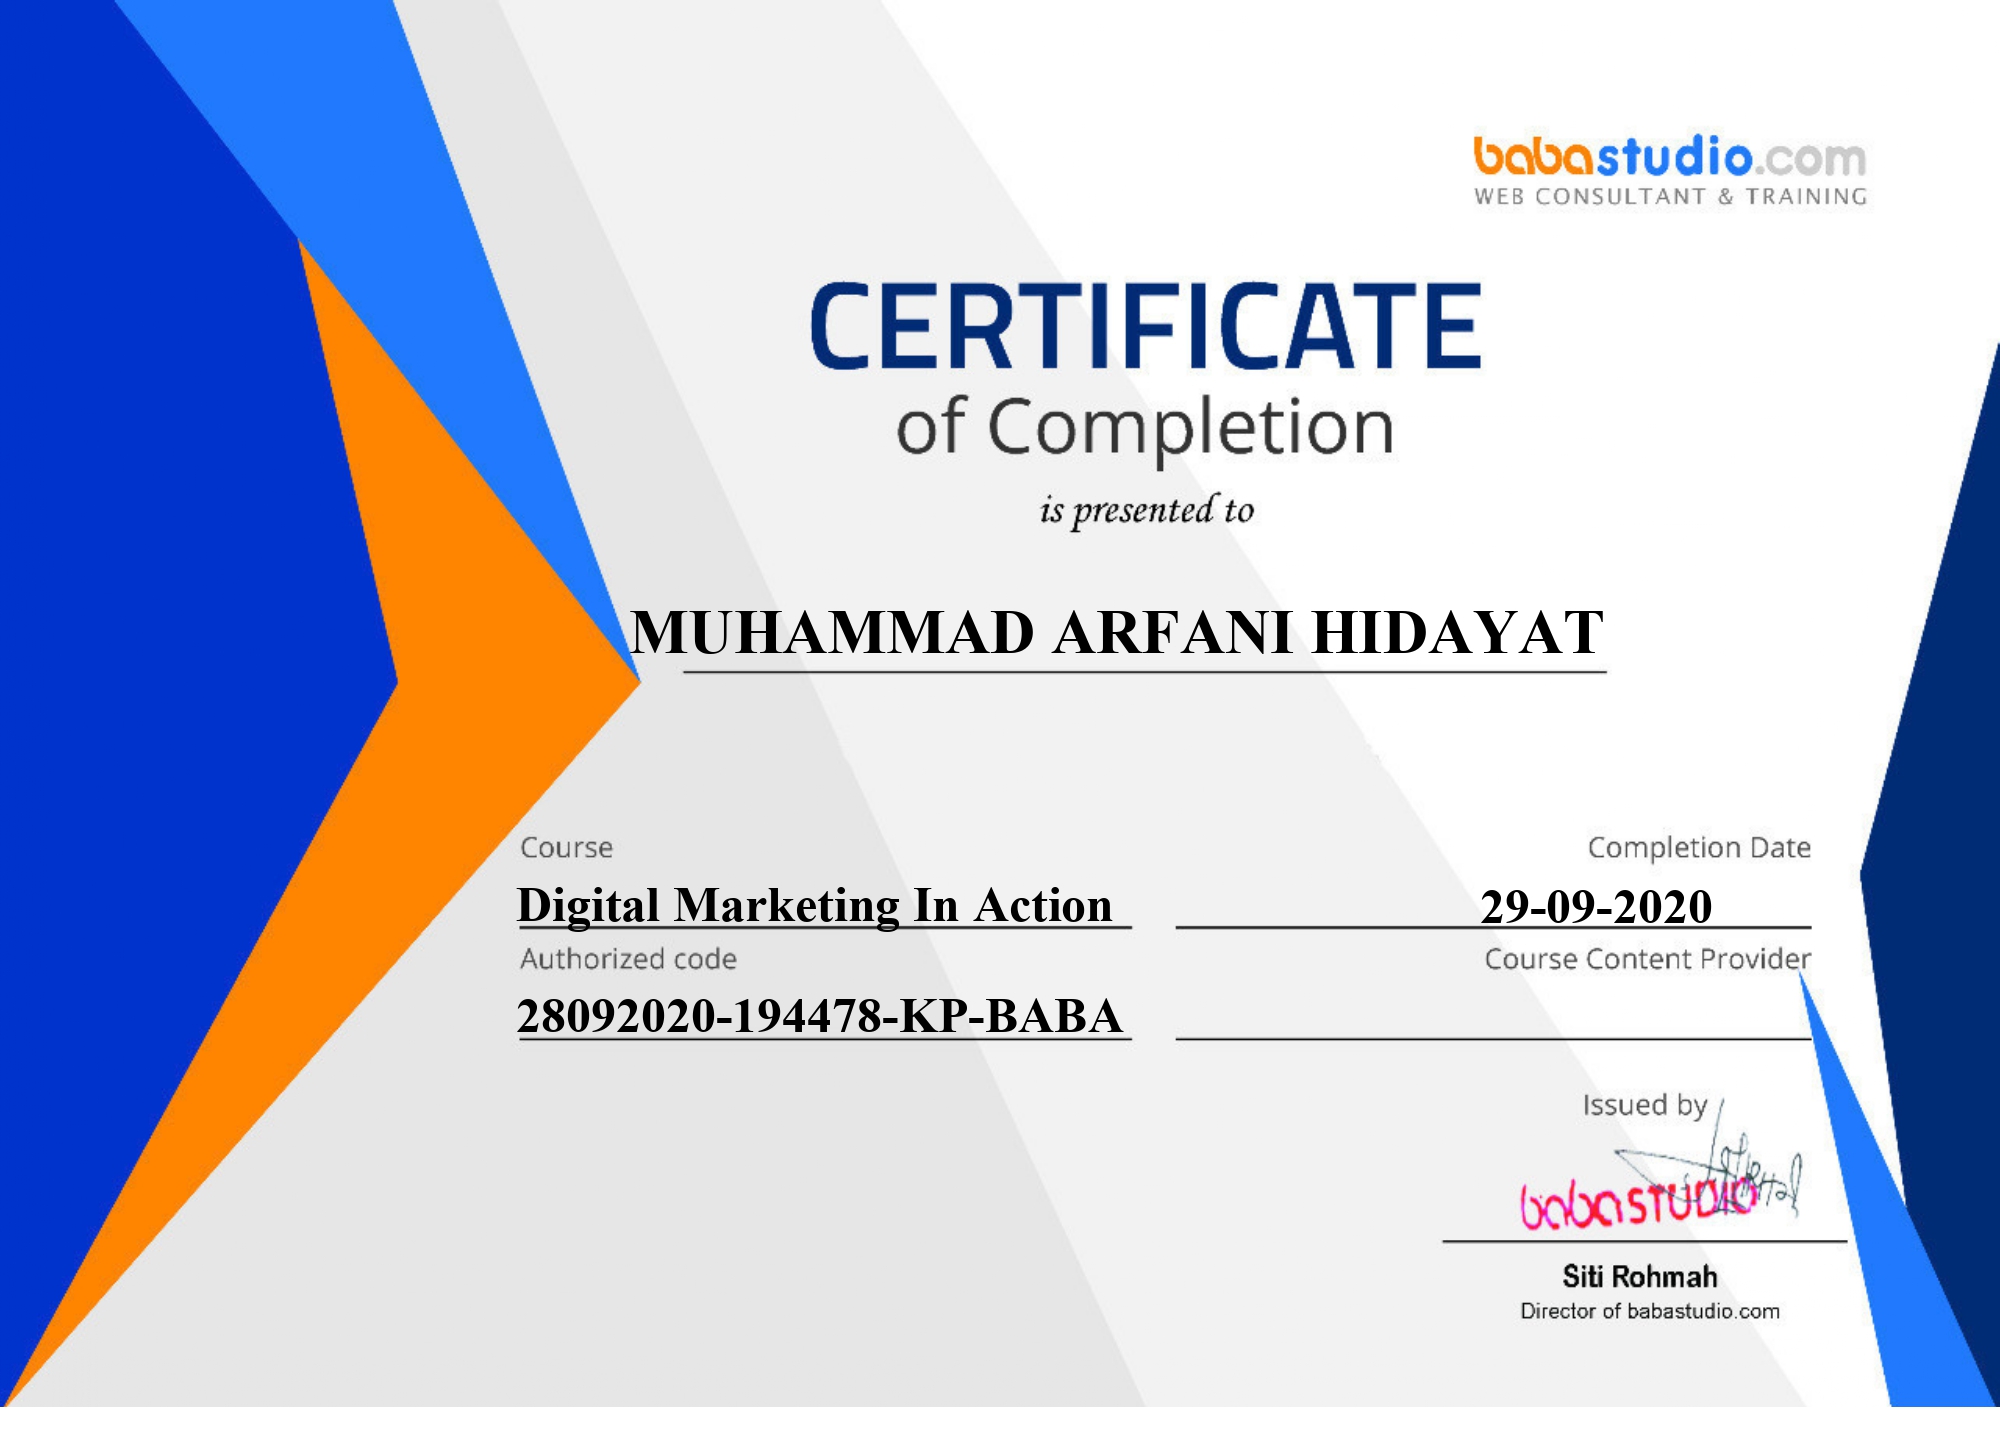 babastudio.com
WEB CONSULTANT & TRAINING
CERTIFICATE
of Completion
is presented to
MUHAMMAD ARFANI HIDAYAT
Course
Completion Date
Digital Marketing In Action
29-09-2020
Authorized code
Course Content Provider
28092020-194478-KP-BABA
Issued by
babaSTUDIO
Siti Rohmah
Director of babastudio.com